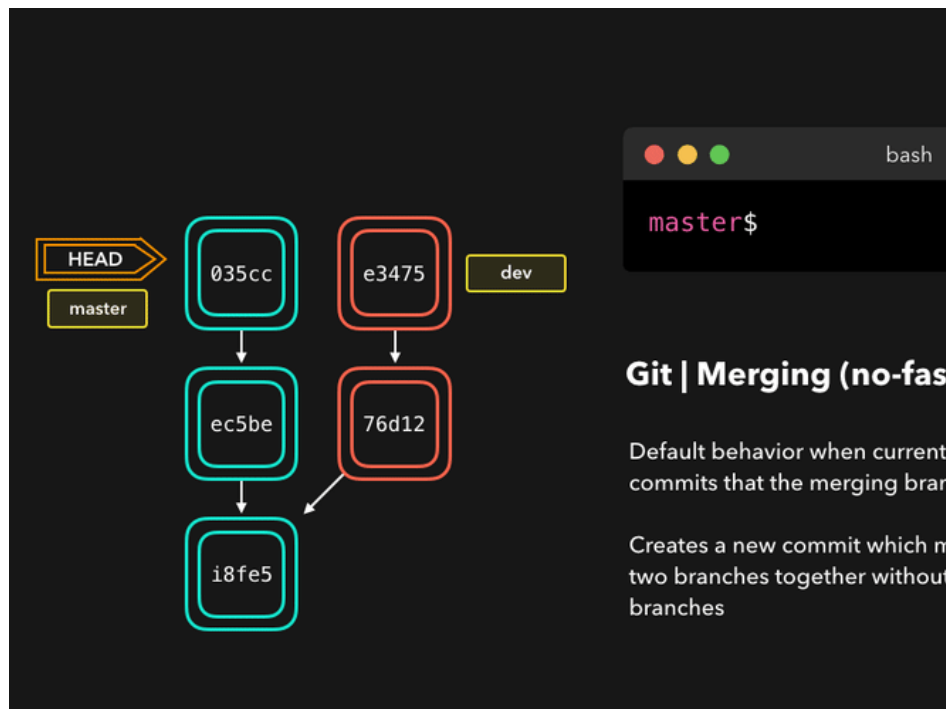 bash
master$
HEAD
master
035cc
e3475
dev
ec5be
76d12
i8fe5
Git | Merging (no-fas
Default behavior when current
commits that the merging bran
Creates a new commit which m
two branches together without
branches